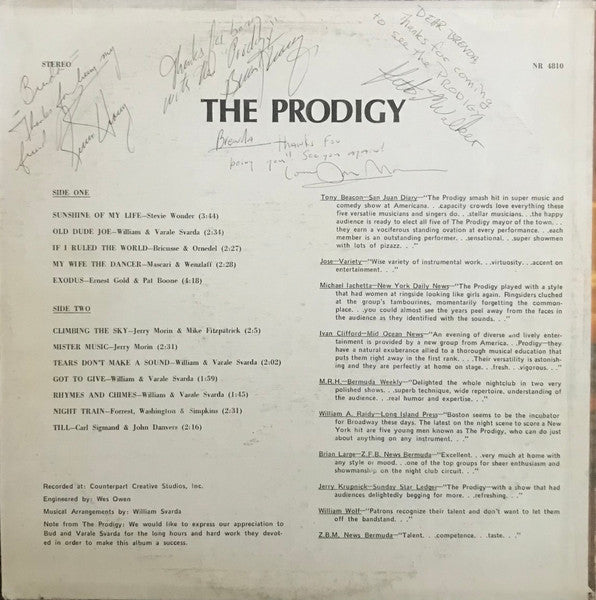 STEREO
NR 4810
Brenda
Thanks for being my
friend
Thanks for being
with the Prodigy
DEAR BRENDA
Thanks for coming
to see the PRODIGY
THE PRODIGY
Brenda thanks for
being you'll See you again!
SIDE ONE
SUNSHINE OF MY LIFE—Stevie Wonder (3:44)
OLD DUDE JOE—William & Varale Svarda (2:34)
IF I RULED THE WORLD—Bricusse & Ornedel (2:27)
MY WIFE THE DANCER—Mascari & Wenzlaff (2:28)
EXODUS—Ernest Gold & Pat Boone (4:18)
SIDE TWO
CLIMBING THE SKY—Jerry Morin & Mike Fitzpatrick (2:5)
MISTER MUSIC—Jerry Morin (2:31)
TEARS DON'T MAKE A SOUND—William & Varale Svarda (2:02)
GOT TO GIVE—William & Varale Svarda (1:59)
RHYMES AND CHIMES—William & Varale Svarda (1:45)
NIGHT TRAIN—Forrest, Washington & Simpkins (2:31)
TILL—Carl Sigmand & John Danvers (2:16)
Recorded at: Counterpart Creative Studios, Inc.
Engineered by: Wes Owen
Musical Arrangements by: William Svarda
Note from The Prodigy: We would like to express our appreciation to
Bud and Varale Svarda for the long hours and hard work they devot-
ed in order to make this album a success.
Tony Beacon—San Juan Diary—"The Prodigy smash hit in super music and
comedy show at Americana. . .capacity crowds love everything these
five versatile musicians and singers do. . .stellar musicians. . .the happy
audience is ready to elect all five of The Prodigy mayor of the town. . .
they earn a vociferous standing ovation at every performance. . .each
member is an outstanding performer. . .sensational. . .super showmen
with lots of pizazz. . ."
Jose—Variety—"Wise variety of instrumental work. . .virtuosity. . .accent on
entertainment. . ."
Michael Iachetta—New York Daily News—"The Prodigy played with a style
that had women at ringside looking like girls again. Ringsiders cluched
at the group's tambourines, momentarily forgetting the common-
place. . .you could almost see the years peel away from the faces in
the audience as they identified with the sounds. . ."
Ivan Clifford—Mid Ocean News—"An evening of diverse and lively enter-
tainment is provided by a new group from America. . .Prodigy—they
have a natural exuberance allied to a thorough musical education that
puts them right away in the first rank. . .Their versatility is astonish-
ing and they are perfectly at home on stage. . .fresh. . .vigorous. . ."
M.R.H.—Bermuda Weekly—"Delighted the whole nightclub in two very
polished shows. . .superb technique, wide repertoire, understanding of
the audience. . .real humor and expertise. . ."
William A. Raidy—Long Island Press—"Boston seems to be the incubator
for Broadway these days. The latest on the night scene to score a New
York hit are five young men known as The Prodigy, who can do just
about anything on any instrument. . ."
Brian Large—Z.F.B. News Bermuda—"Excellent. . .very much at home with
any style or mood. . .one of the top groups for sheer enthusiasm and
showmanship on the night club circuit. . ."
Jerry Krupnick—Sunday Star Ledger—"The Prodigy—with a show that had
audiences delightedly begging for more. . .refreshing. . ."
William Wolf—"Patrons recognize their talent and don't want to let them
off the bandstand. . ."
Z.B.M. News Bermuda—"Talent. . .competence. . .taste. . ."